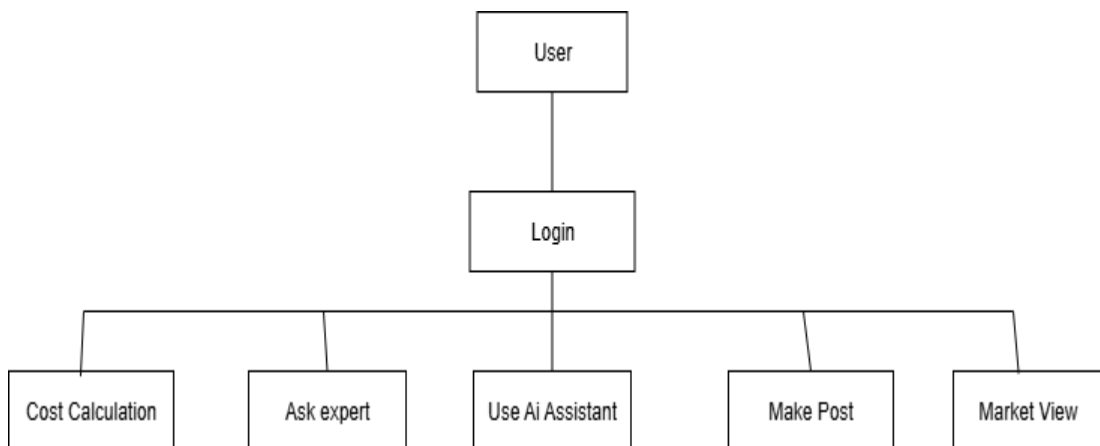 User
Login
Cost Calculation
Ask expert
Use Ai Assistant
Make Post
Market View